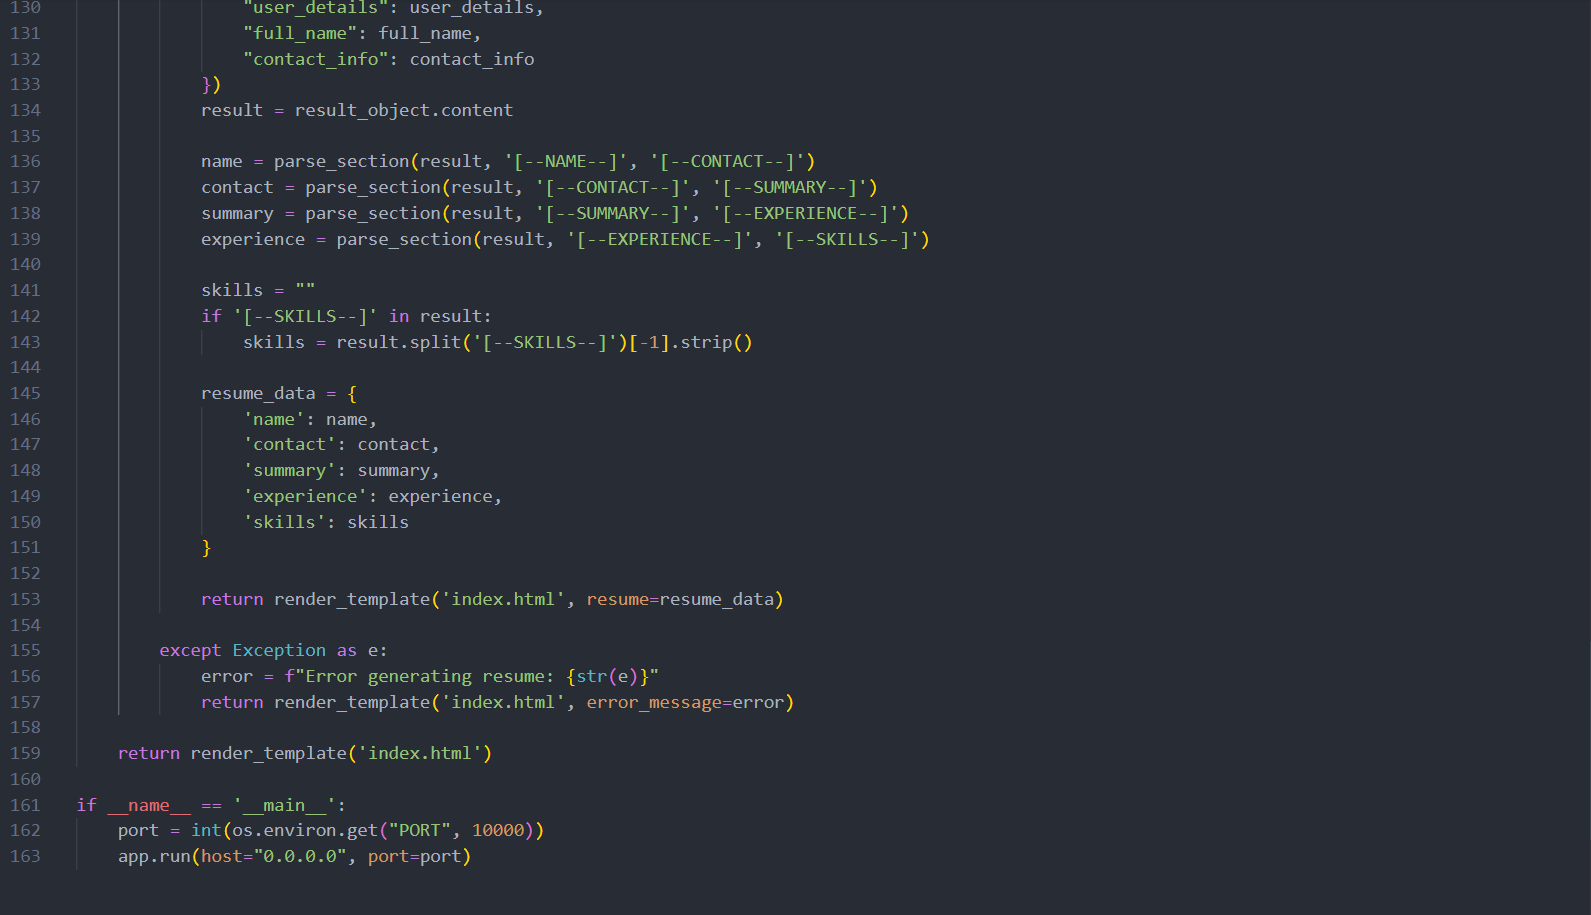 130 "user_details": user_details,
131 "full_name": full_name,
132 "contact_info": contact_info
133 })
134 result = result_object.content
135
136 name = parse_section(result, '[--NAME--]', '[--CONTACT--]')
137 contact = parse_section(result, '[--CONTACT--]', '[--SUMMARY--]')
138 summary = parse_section(result, '[--SUMMARY--]', '[--EXPERIENCE--]')
139 experience = parse_section(result, '[--EXPERIENCE--]', '[--SKILLS--]')
140
141 skills = ""
142 if '[--SKILLS--]' in result:
143 skills = result.split('[--SKILLS--]')[-1].strip()
144
145 resume_data = {
146 'name': name,
147 'contact': contact,
148 'summary': summary,
149 'experience': experience,
150 'skills': skills
151 }
152
153 return render_template('index.html', resume=resume_data)
154
155 except Exception as e:
156 error = f"Error generating resume: {str(e)}"
157 return render_template('index.html', error_message=error)
158
159 return render_template('index.html')
160
161 if __name__ == '__main__':
162 port = int(os.environ.get("PORT", 10000))
163 app.run(host="0.0.0.0", port=port)